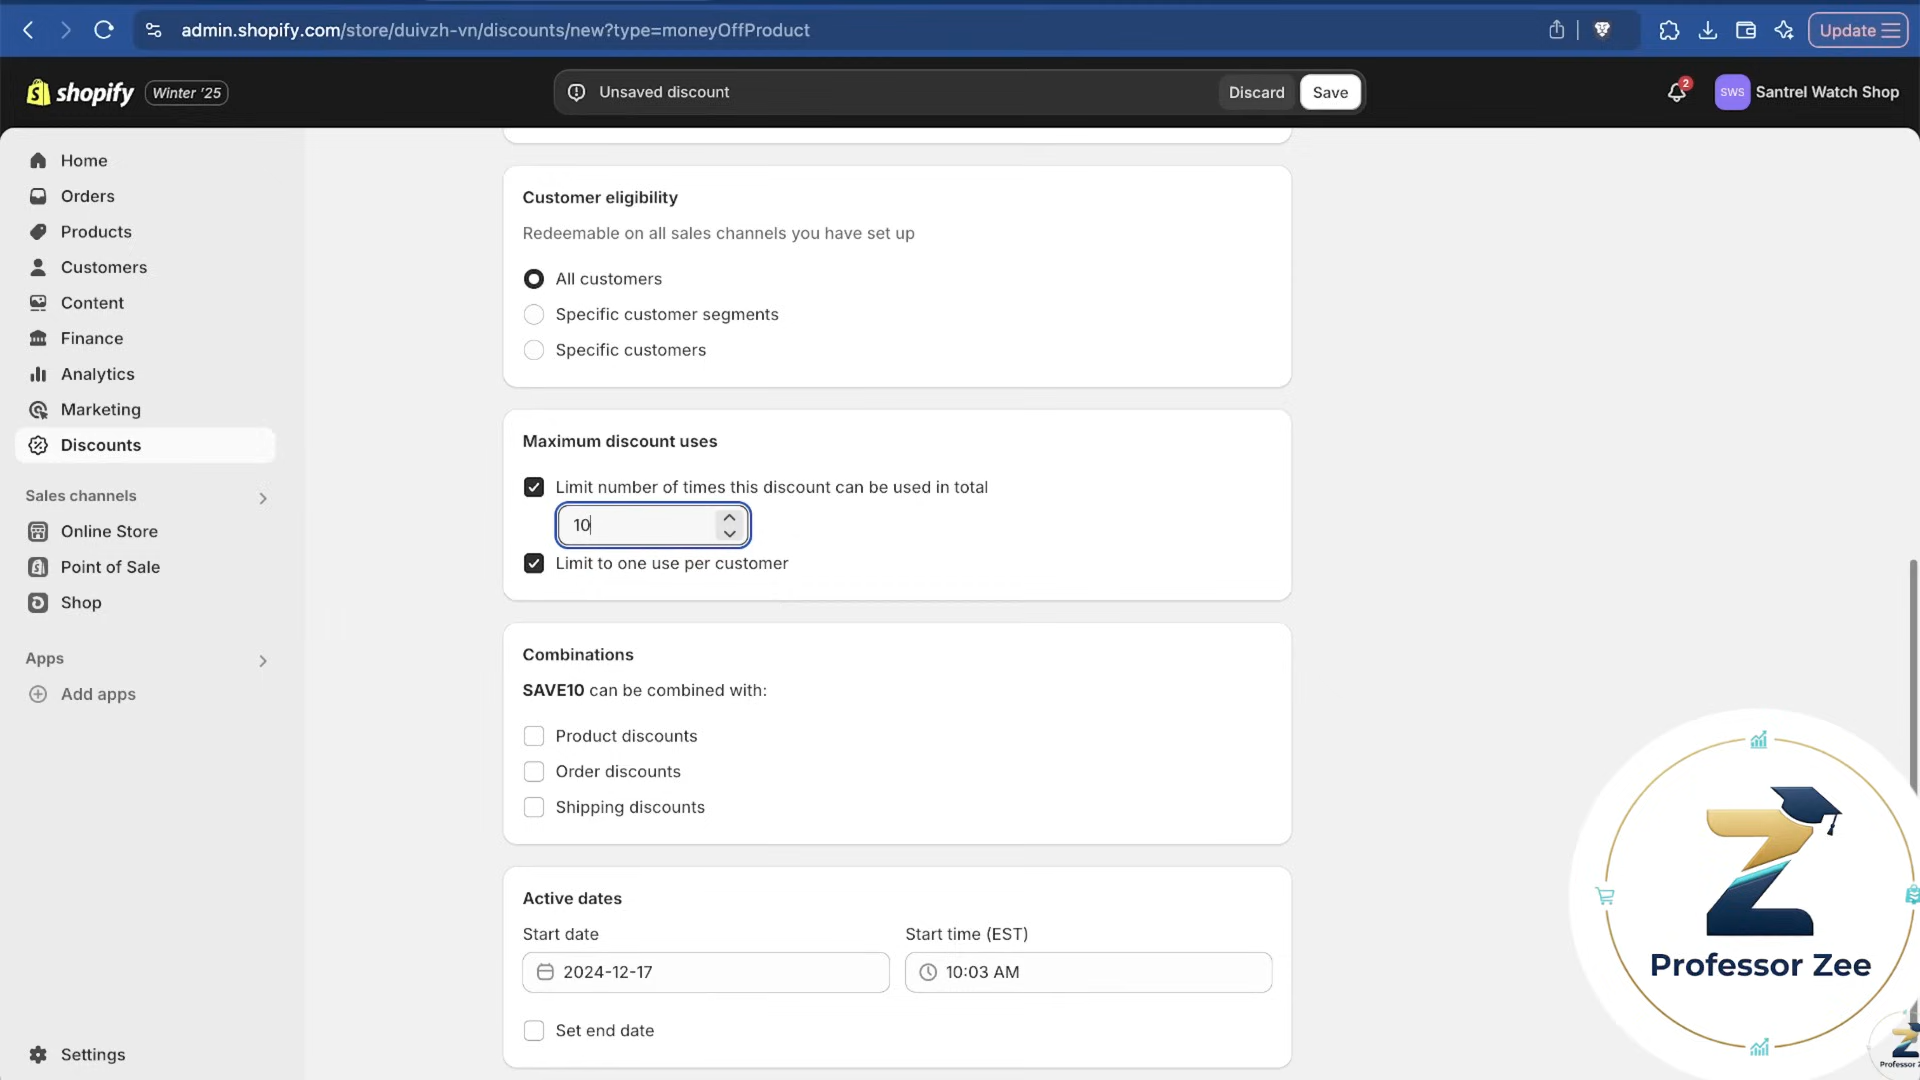 admin.shopify.com/store/duivzh-vn/discounts/new?type=moneyOffProduct
Update
shopify
Winter '25
Unsaved discount
Discard
Save
2
SWS
Santrel Watch Shop
Home
Orders
Products
Customers
Content
Finance
Analytics
Marketing
Discounts
Sales channels
Online Store
Point of Sale
Shop
Apps
Add apps
Settings
Customer eligibility
Redeemable on all sales channels you have set up
All customers
Specific customer segments
Specific customers
Maximum discount uses
Limit number of times this discount can be used in total
10
Limit to one use per customer
Combinations
SAVE10 can be combined with:
Product discounts
Order discounts
Shipping discounts
Active dates
Start date
Start time (EST)
2024-12-17
10:03 AM
Set end date
Professor Zee
Professor Z